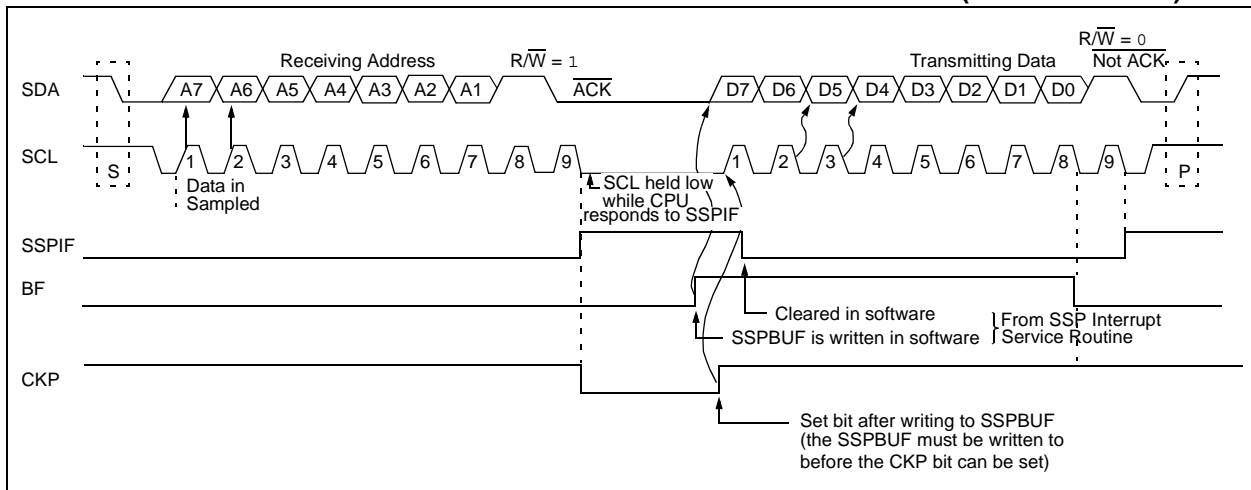 R/W = 0
Receiving Address
R/W = 1
Transmitting Data
Not ACK
SDA
A7 A6 A5 A4 A3 A2 A1
ACK
D7 D6 D5 D4 D3 D2 D1 D0
SCL
S
1 2 3 4 5 6 7 8 9
1 2 3 4 5 6 7 8 9
P
Data in
Sampled
SCL held low
while CPU
responds to SSPIF
SSPIF
BF
Cleared in software
SSPBUF is written in software
From SSP Interrupt
Service Routine
CKP
Set bit after writing to SSPBUF
(the SSPBUF must be written to
before the CKP bit can be set)